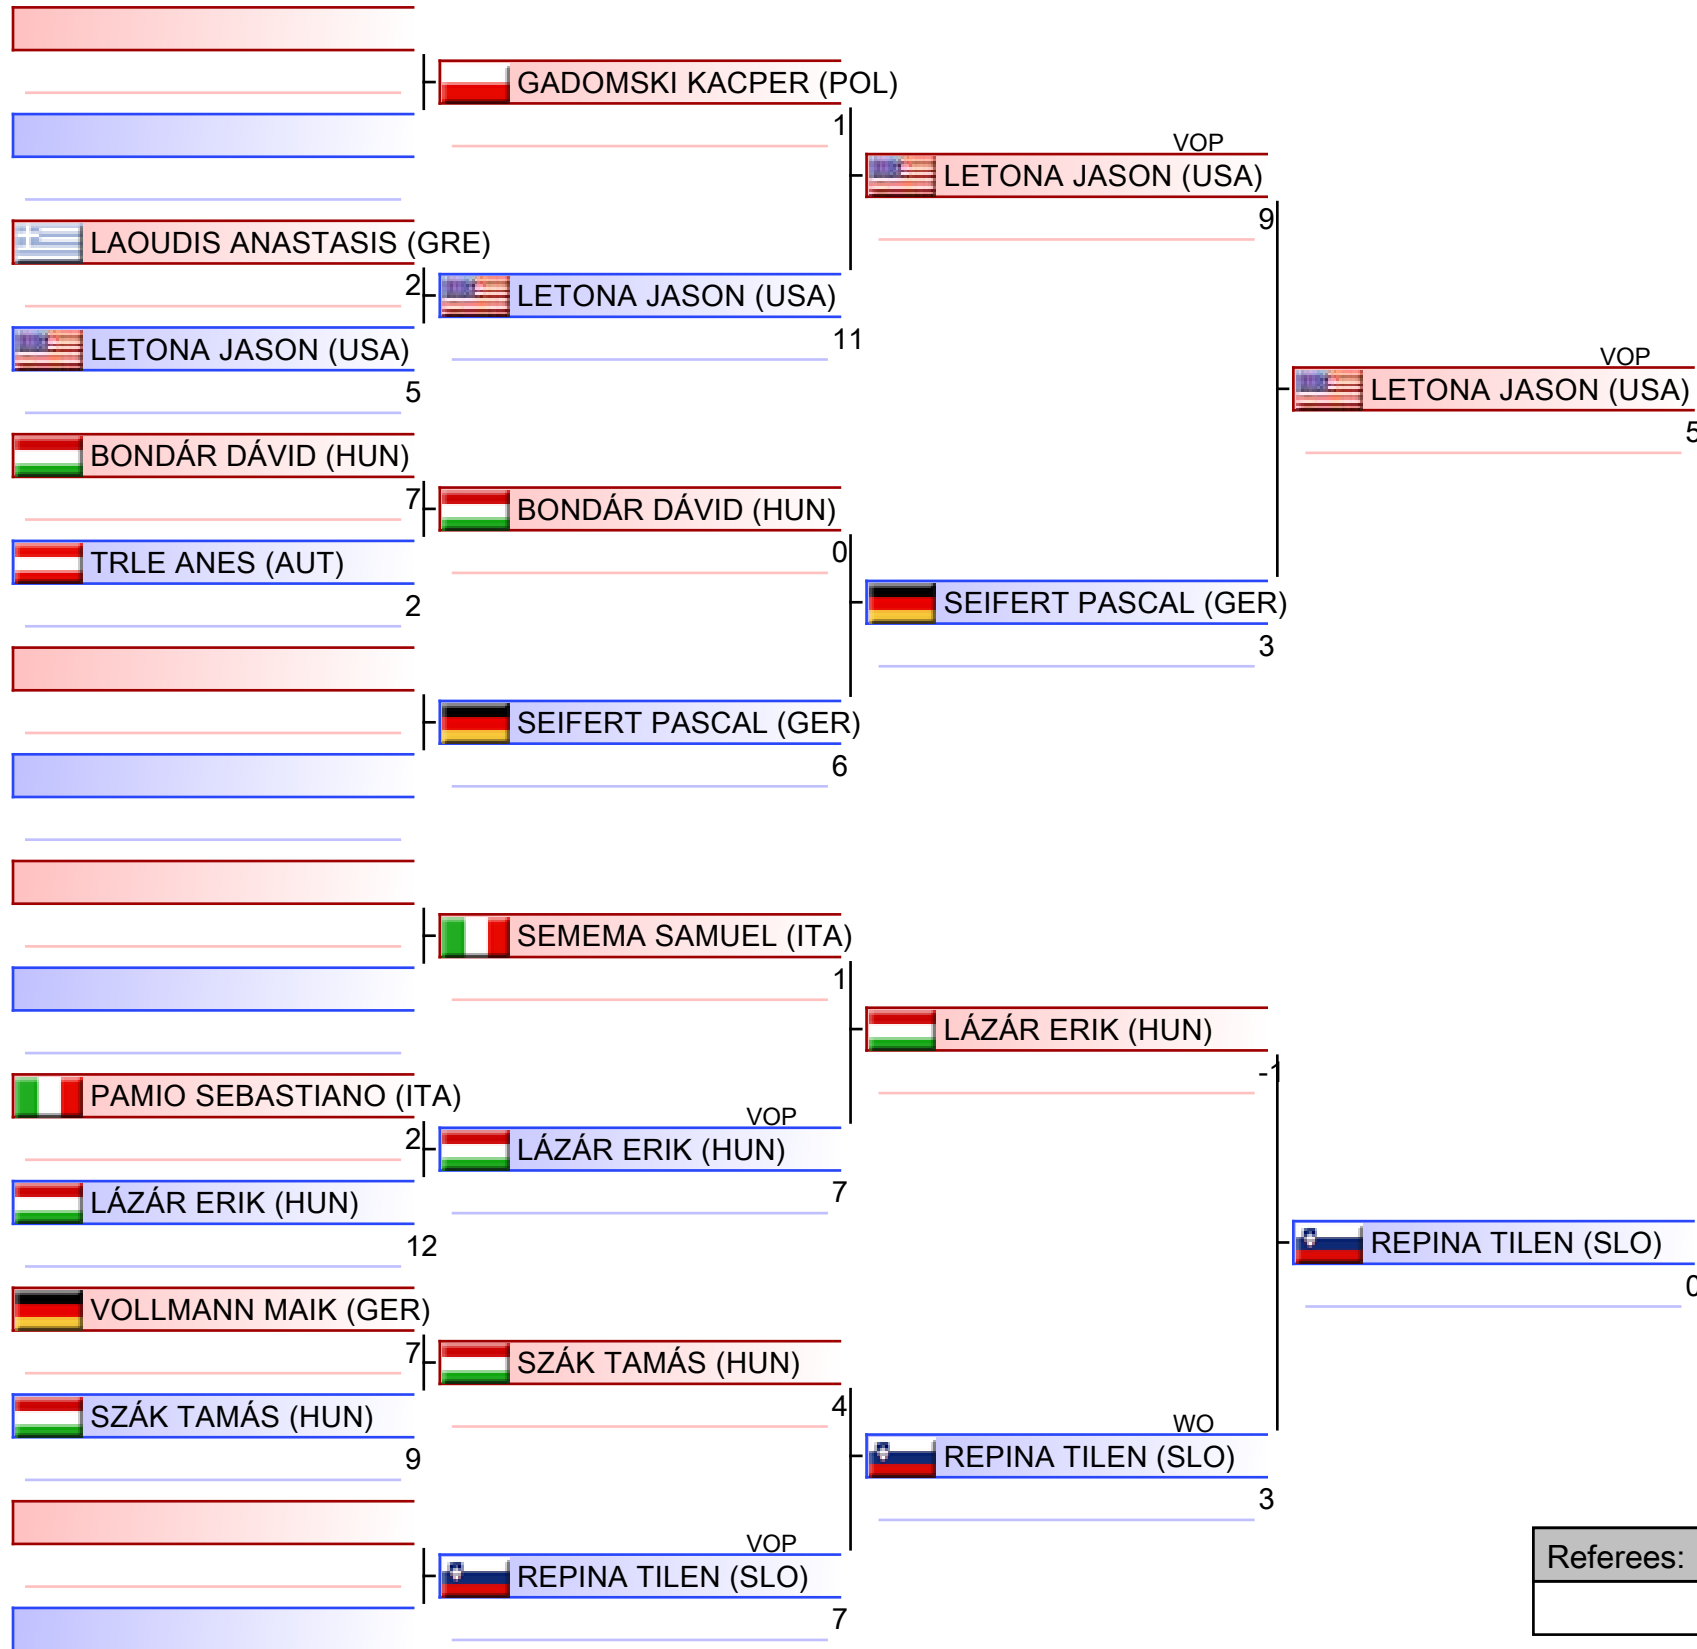 GADOMSKI KACPER (POL)
1
VOP
LETONA JASON (USA)
9
LAOUDIS ANASTASIS (GRE)
2
LETONA JASON (USA)
11
LETONA JASON (USA)
5
VOP
LETONA JASON (USA)
5
BONDÁR DÁVID (HUN)
7
BONDÁR DÁVID (HUN)
0
TRLE ANES (AUT)
2
SEIFERT PASCAL (GER)
3
SEIFERT PASCAL (GER)
6
SEMEMA SAMUEL (ITA)
1
LÁZÁR ERIK (HUN)
-1
PAMIO SEBASTIANO (ITA)
2
VOP
LÁZÁR ERIK (HUN)
7
LÁZÁR ERIK (HUN)
12
REPINA TILEN (SLO)
0
VOLLMANN MAIK (GER)
7
SZÁK TAMÁS (HUN)
4
SZÁK TAMÁS (HUN)
9
WO
REPINA TILEN (SLO)
3
VOP
REPINA TILEN (SLO)
7
Referees: